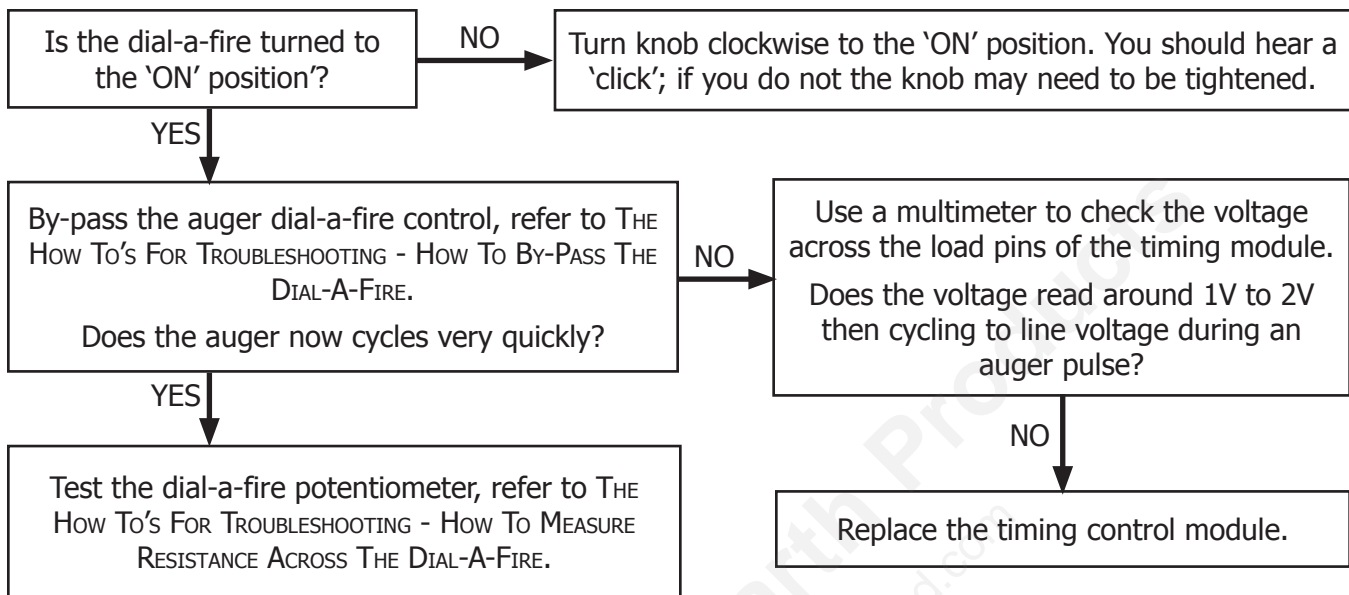 Is the dial-a-fire turned to
the ‘ON’ position’?
NO
Turn knob clockwise to the ‘ON’ position. You should hear a
‘click’; if you do not the knob may need to be tightened.
YES
By-pass the auger dial-a-fire control, refer to THE
HOW TO'S FOR TROUBLESHOOTING - HOW TO BY-PASS THE
DIAL-A-FIRE.
Does the auger now cycles very quickly?
NO
Use a multimeter to check the voltage
across the load pins of the timing module.
Does the voltage read around 1V to 2V
then cycling to line voltage during an
auger pulse?
YES
NO
Test the dial-a-fire potentiometer, refer to THE
HOW TO'S FOR TROUBLESHOOTING - HOW TO MEASURE
RESISTANCE ACROSS THE DIAL-A-FIRE.
Replace the timing control module.
Products